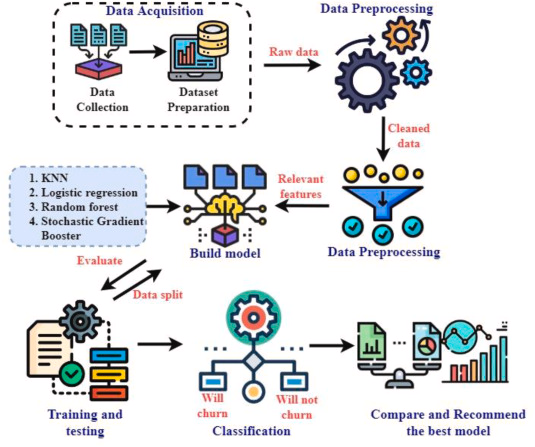 Data Acquisition
Data Preprocessing
Data
Collection
Dataset
Preparation
Raw data
Cleaned
data
1. KNN
2. Logistic regression
3. Random forest
4. Stochastic Gradient
Booster
Relevant
features
Build model
Data Preprocessing
Evaluate
Data split
Will
churn
Will not
churn
Training and
testing
Classification
Compare and Recommend
the best model